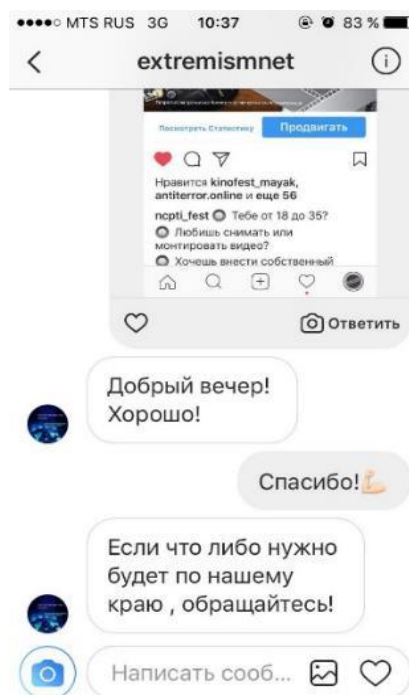 MTS RUS 3G 10:37 83 %
extremismnet
Посмотреть Статистику Продвигать
Нравится kinofest_mayak,
antiterror.online и еще 56
ncpti_fest Тебе от 18 до 35?
Любишь снимать или
монтировать видео?
Хочешь внести собственный
Ответить
Добрый вечер!
Хорошо!
Спасибо!
Если что либо нужно
будет по нашему
краю , обращайтесь!
Написать сооб...